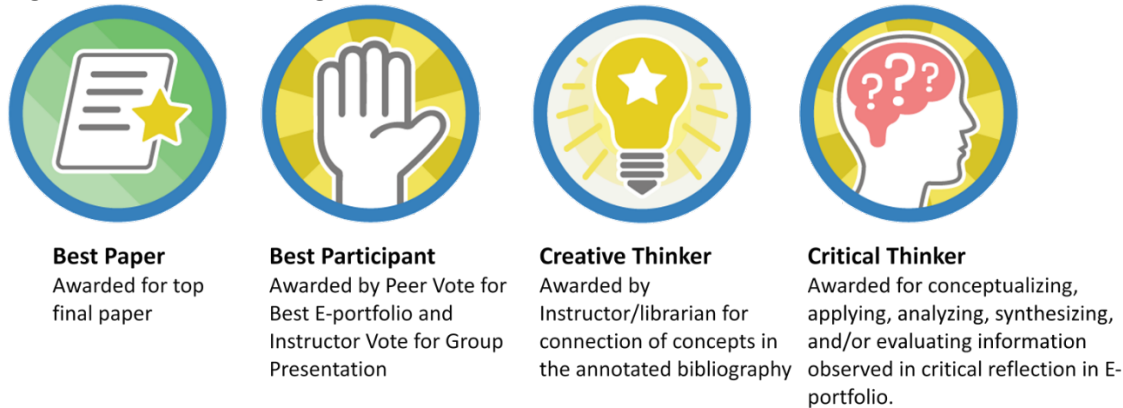 Best Paper
Awarded for top
final paper
Best Participant
Awarded by Peer Vote for
Best E-portfolio and
Instructor Vote for Group
Presentation
Creative Thinker
Awarded by
Instructor/librarian for
connection of concepts in
the annotated bibliography
???
Critical Thinker
Awarded for conceptualizing,
applying, analyzing, synthesizing,
and/or evaluating information
observed in critical reflection in E-
portfolio.